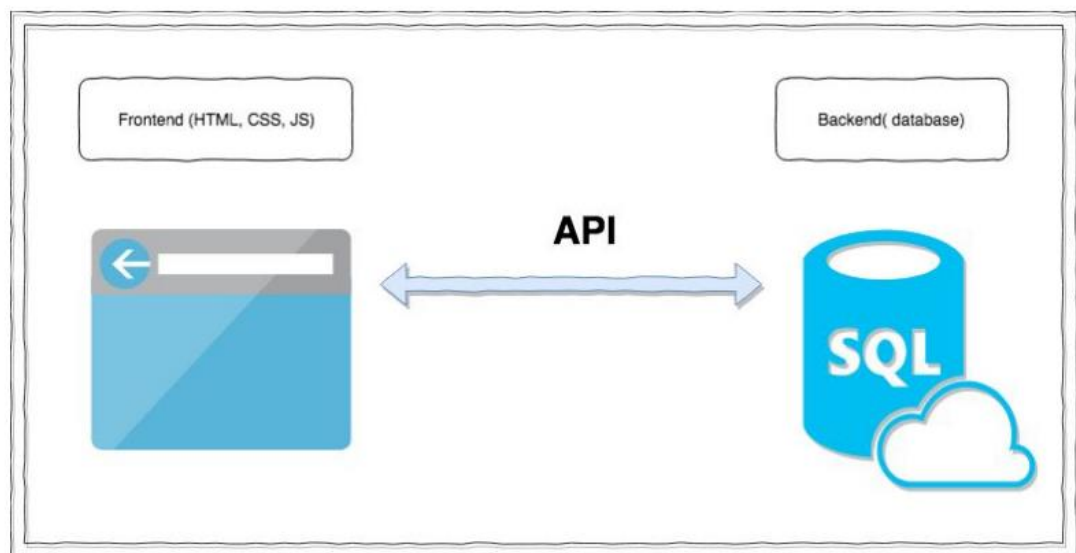 Frontend (HTML, CSS, JS)
Backend( database)
API
SQL